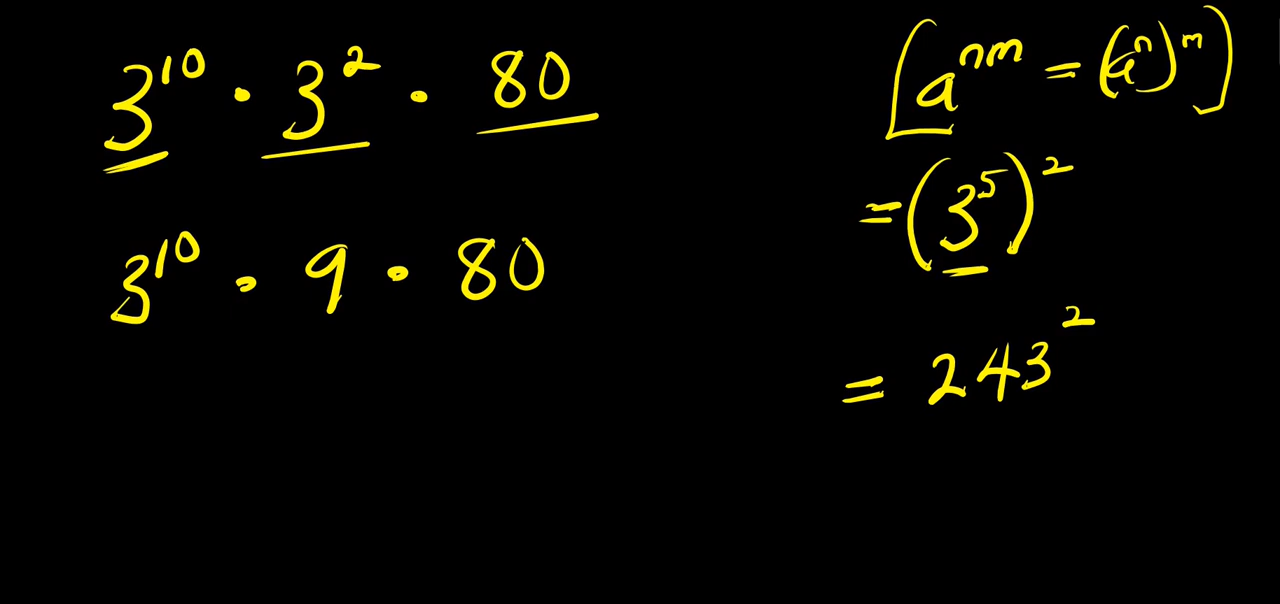 3^10 · 3^2 · 80
3^10 · 9 · 80
[a^nm = (a^n)^m]
= (3^5)^2
= 243^2